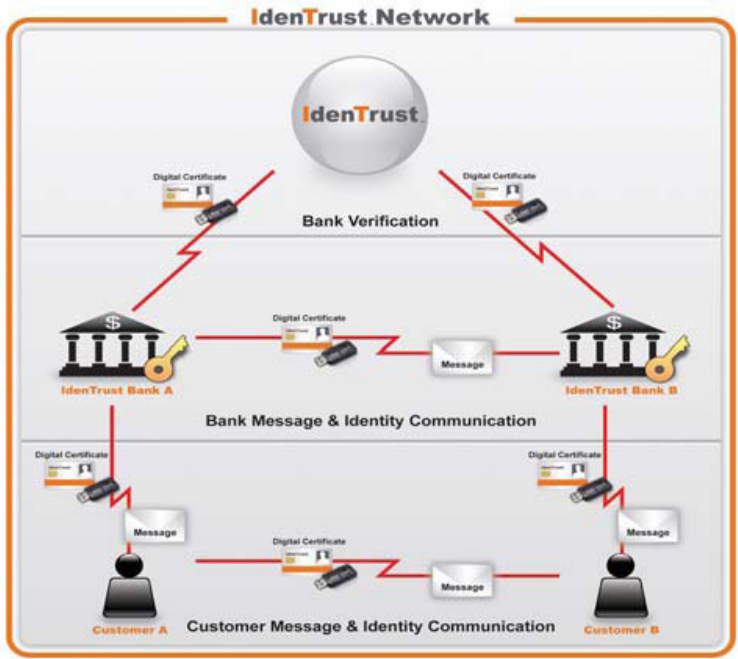 IdenTrust Network
IdenTrust
Digital Certificate
Digital Certificate
Bank Verification
$
$
Digital Certificate
Message
IdenTrust Bank A
IdenTrust Bank B
Bank Message & Identity Communication
Digital Certificate
Digital Certificate
Message
Message
Digital Certificate
Message
Customer A
Customer B
Customer Message & Identity Communication